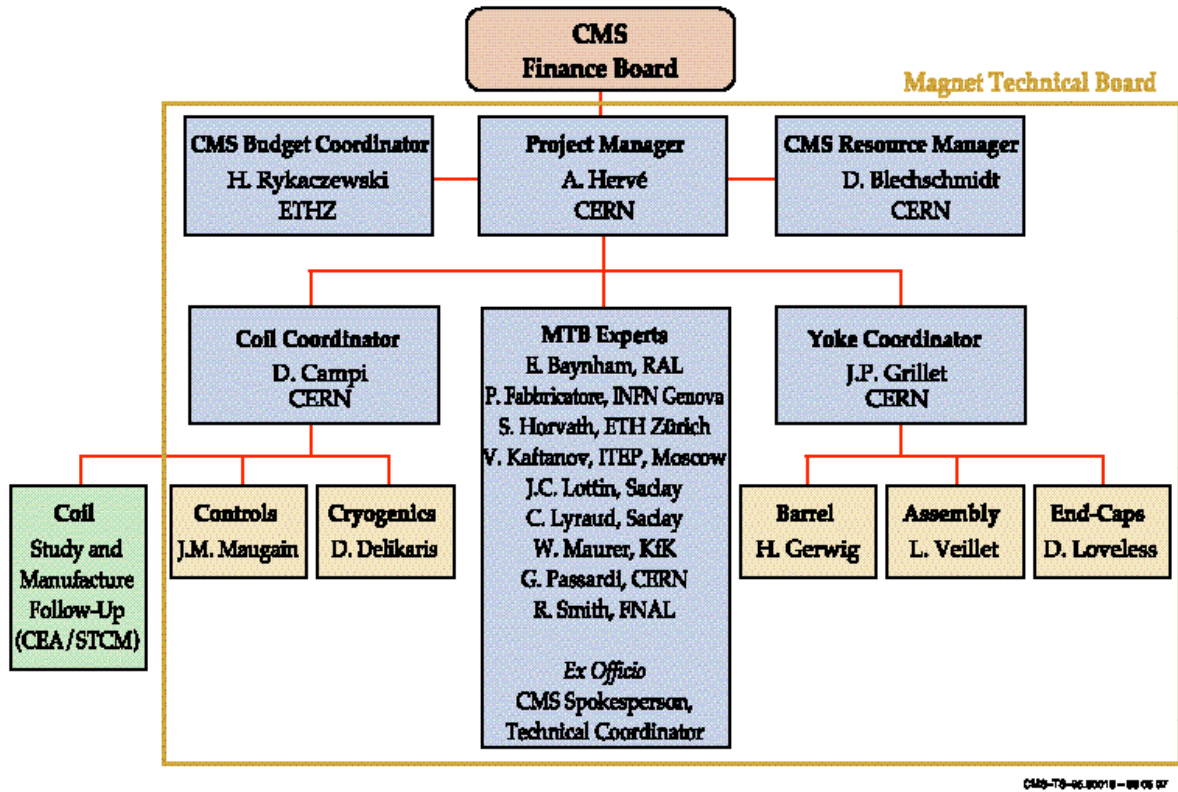 CMS
Finance Board
Magnet Technical Board
CMS Budget Coordinator
H. Rykaczewski
ETHZ
Project Manager
A. Hervé
CERN
CMS Resource Manager
D. Blechschmidt
CERN
Coil Coordinator
D. Campi
CERN
MTB Experts
E. Baynham, RAL
P. Fabbricatore, INFN Genova
S. Horvath, ETH Zürich
V. Kaftanov, ITEP, Moscow
J.C. Lottin, Saclay
C. Lyraud, Saclay
W. Maurer, KfK
G. Passardi, CERN
R. Smith, FNAL
Ex Officio
CMS Spokesperson,
Technical Coordinator
Yoke Coordinator
J.P. Grillet
CERN
Coil
Study and
Manufacture
Follow-Up
(CEA/STCM)
Controls
J.M. Maugain
Cryogenics
D. Delikaris
Barrel
H. Gerwig
Assembly
L. Veillet
End-Caps
D. Loveless